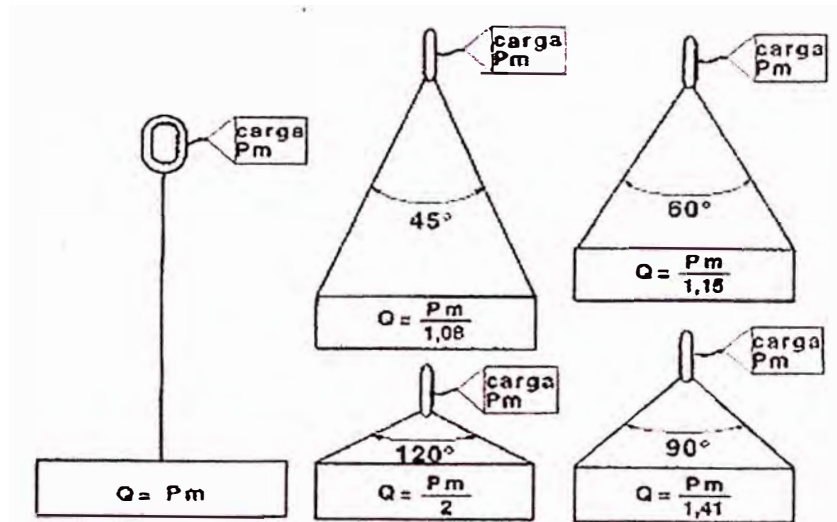 carga
Pm
Q = Pm
carga
Pm
45°
Q = Pm
1,08
carga
Pm
60°
Q = Pm
1,15
carga
Pm
120°
Q = Pm
2
carga
Pm
90°
Q = Pm
1,41